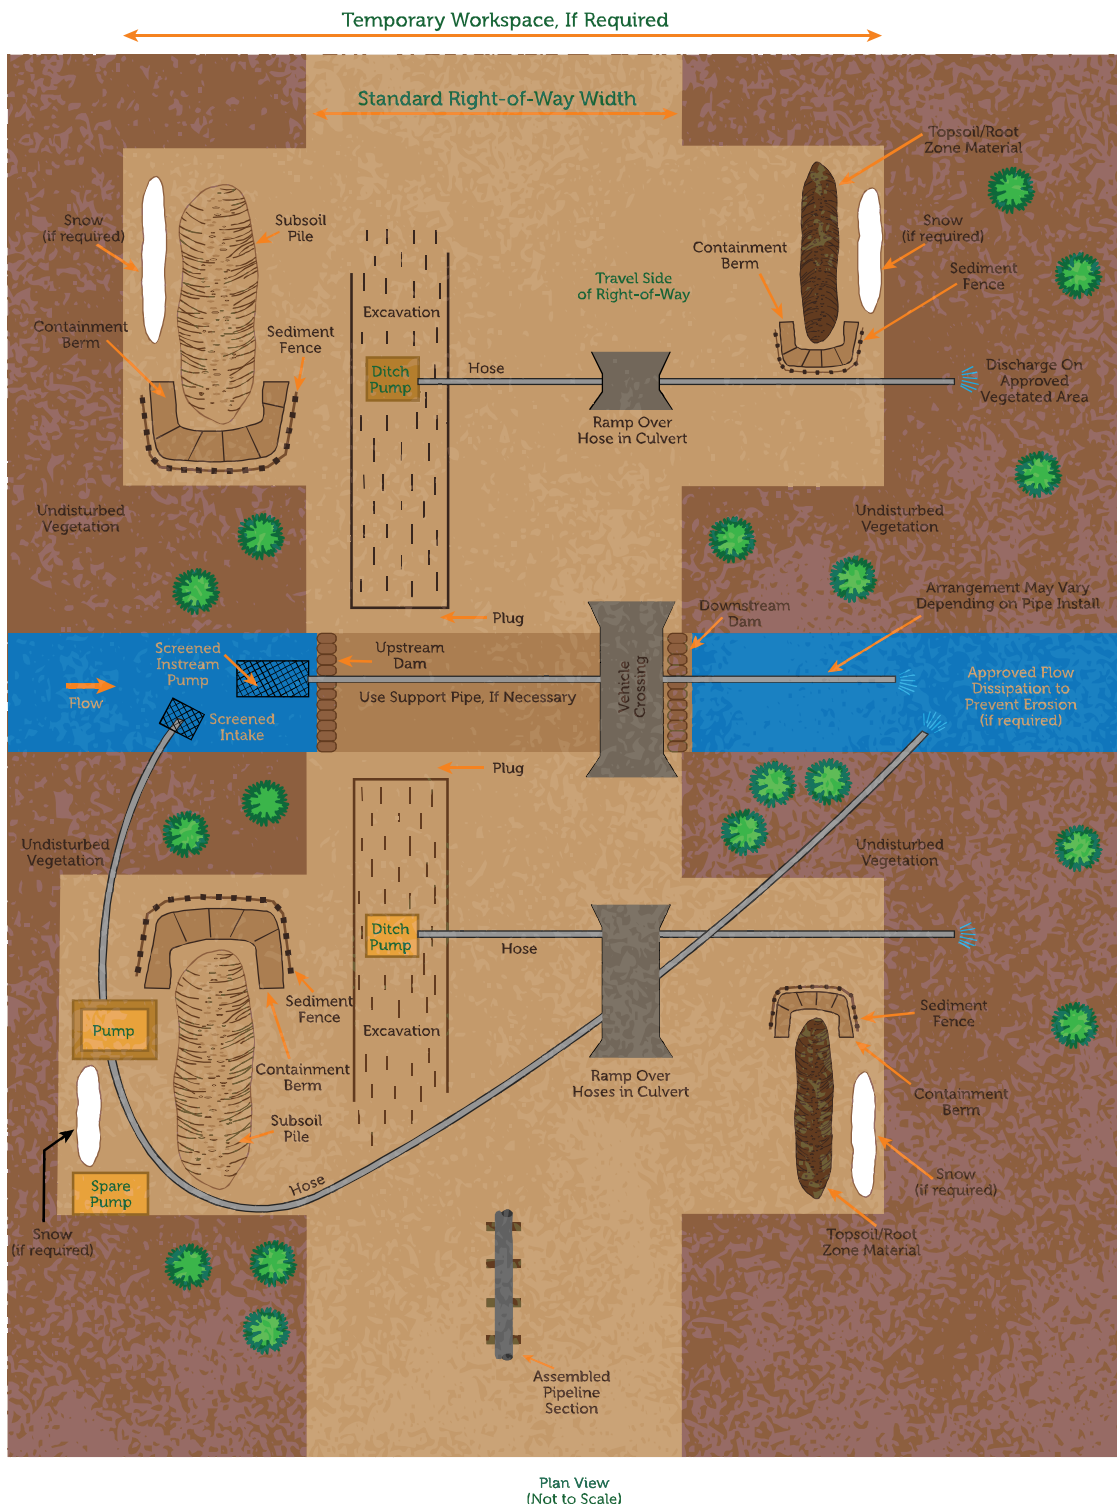 Temporary Workspace, If Required
Standard Right-of-Way Width
Topsoil/Root
Zone Material
Snow
(if required)
Subsoil
Pile
Snow
(if required)
Containment
Berm
Sediment
Fence
Travel Side
of Right-of-Way
Excavation
Containment
Berm
Sediment
Fence
Ditch
Pump
Hose
Discharge On
Approved
Vegetated Area
Ramp Over
Hose in Culvert
Undisturbed
Vegetation
Undisturbed
Vegetation
Arrangement May Vary
Depending on Pipe Install
Plug
Downstream
Dam
Screened
Instream
Pump
Upstream
Dam
Vehicle
Crossing
Flow
Use Support Pipe, If Necessary
Approved Flow
Dissipation to
Prevent Erosion
(if required)
Screened
Intake
Plug
Undisturbed
Vegetation
Undisturbed
Vegetation
Ditch
Pump
Hose
Sediment
Fence
Sediment
Fence
Pump
Excavation
Containment
Berm
Ramp Over
Hoses in Culvert
Containment
Berm
Subsoil
Pile
Spare
Pump
Hose
Snow
(if required)
Snow
(if required)
Topsoil/Root
Zone Material
Assembled
Pipeline
Section
Plan View
(Not to Scale)